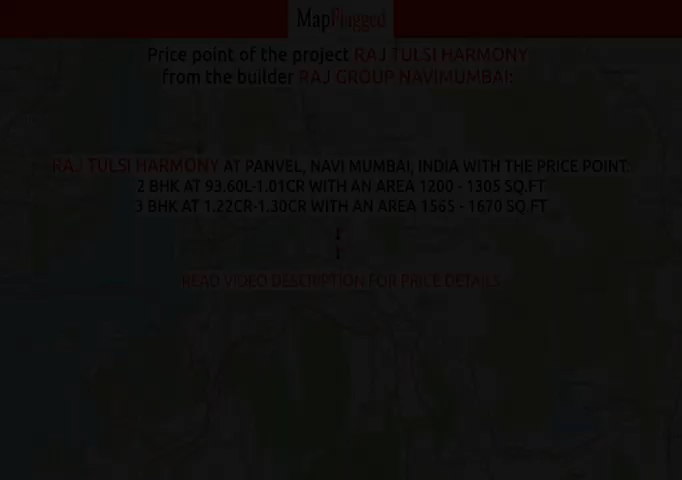 MapFlagged
Price point of the project RAJ TULSI HARMONY
from the builder RAJ GROUP NAVIMUMBAI:
RAJ TULSI HARMONY AT PANVEL, NAVI MUMBAI, INDIA WITH THE PRICE POINT:
2 BHK AT 93.60L-1.01CR WITH AN AREA 1200 - 1305 SQ.FT
3 BHK AT 1.22CR-1.30CR WITH AN AREA 1565 - 1670 SQ.FT
↓
↓
READ VIDEO DESCRIPTION FOR PRICE DETAILS